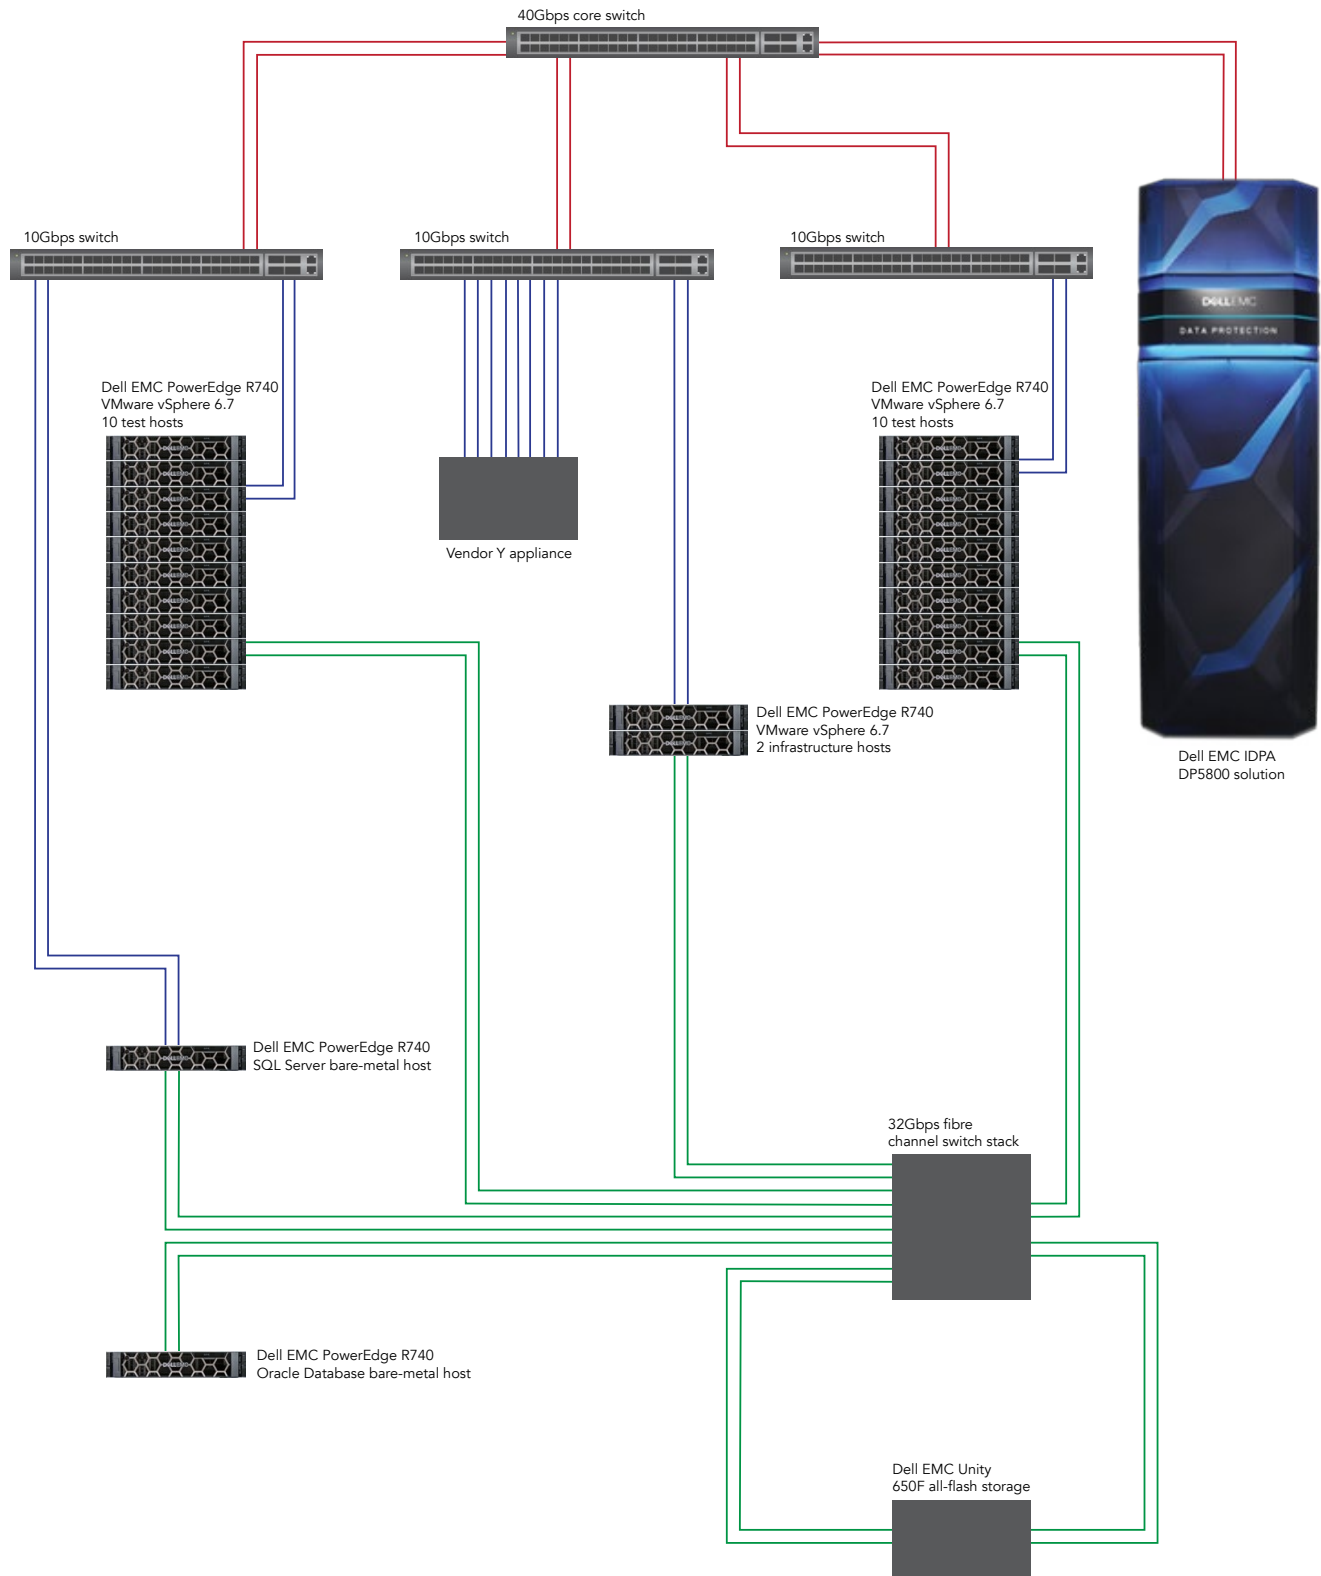 40Gbps core switch
10Gbps switch
10Gbps switch
10Gbps switch
DELLEMC
DATA PROTECTION
Dell EMC PowerEdge R740
VMware vSphere 6.7
10 test hosts
Dell EMC PowerEdge R740
VMware vSphere 6.7
10 test hosts
Vendor Y appliance
Dell EMC PowerEdge R740
VMware vSphere 6.7
2 infrastructure hosts
Dell EMC IDPA
DP5800 solution
Dell EMC PowerEdge R740
SQL Server bare-metal host
32Gbps fibre
channel switch stack
Dell EMC PowerEdge R740
Oracle Database bare-metal host
Dell EMC Unity
650F all-flash storage